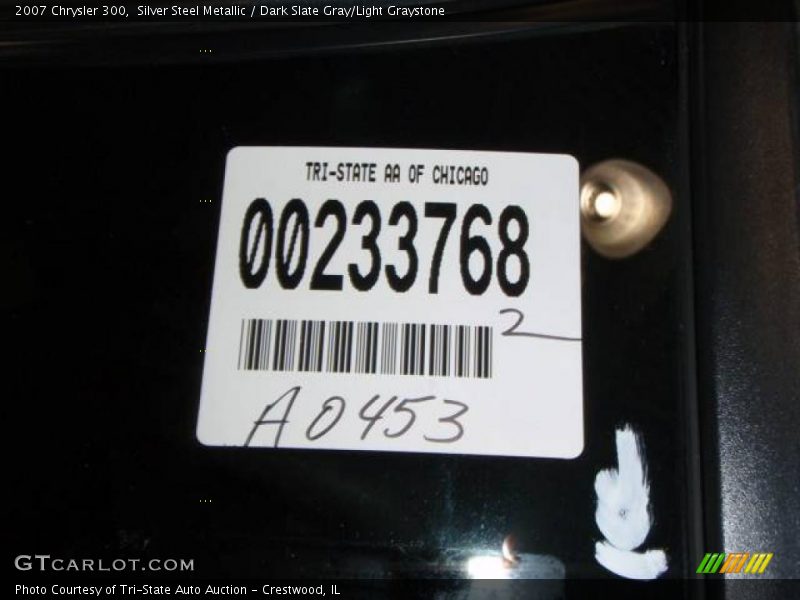 2007 Chrysler 300,  Silver Steel Metallic / Dark Slate Gray/Light Graystone
TRI-STATE AA OF CHICAGO
00233768
2
A0453
GTCARLOT.COM
Photo Courtesy of Tri-State Auto Auction - Crestwood, IL